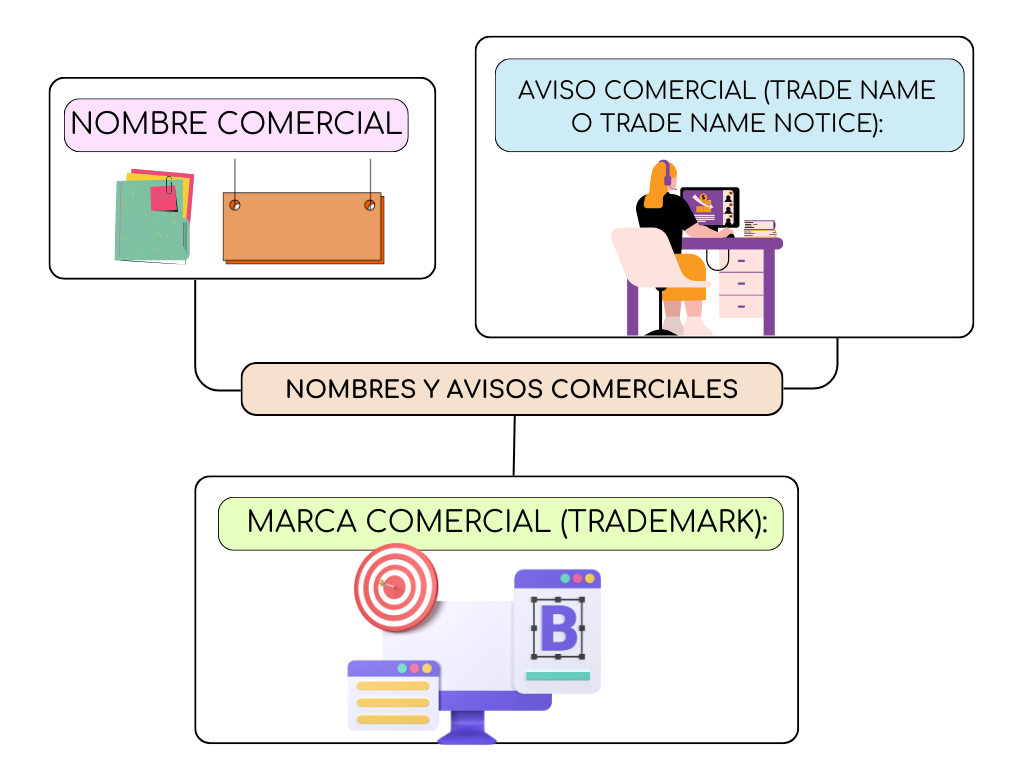 NOMBRE COMERCIAL
AVISO COMERCIAL (TRADE NAME
O TRADE NAME NOTICE):
NOMBRES Y AVISOS COMERCIALES
MARCA COMERCIAL (TRADEMARK):
B